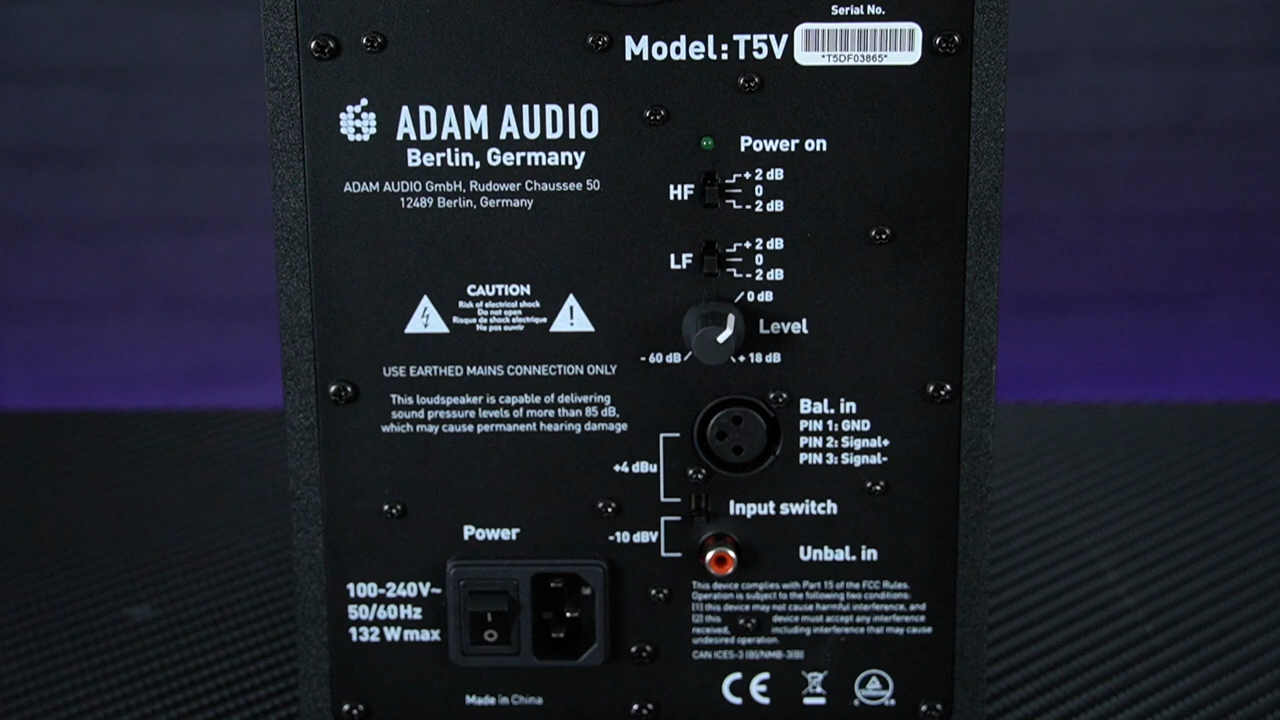 Serial No.
Model: T5V
*T5DF03865*
ADAM AUDIO
Berlin, Germany
ADAM AUDIO GmbH, Rudower Chaussee 50
12489 Berlin, Germany
Power on
HF
+ 2 dB
0
- 2 dB
LF
+ 2 dB
0
- 2 dB
0 dB
Level
- 60 dB
+ 18 dB
CAUTION
Risk of electrical shock
Do not open
Risque de shock electrique
Ne pas ouvrir
USE EARTHED MAINS CONNECTION ONLY
This loudspeaker is capable of delivering
sound pressure levels of more than 85 dB,
which may cause permanent hearing damage
Bal. in
PIN 1: GND
PIN 2: Signal+
PIN 3: Signal-
+4 dBu
Input switch
-10 dBV
Unbal. in
Power
100-240V~
50/60Hz
132 W max
This device complies with Part 15 of the FCC Rules.
Operation is subject to the following two conditions:
(1) this device may not cause harmful interference, and
(2) this device must accept any interference
received, including interference that may cause
undesired operation.
CAN ICES-3 (B)/NMB-3(B)
Made in China
CE